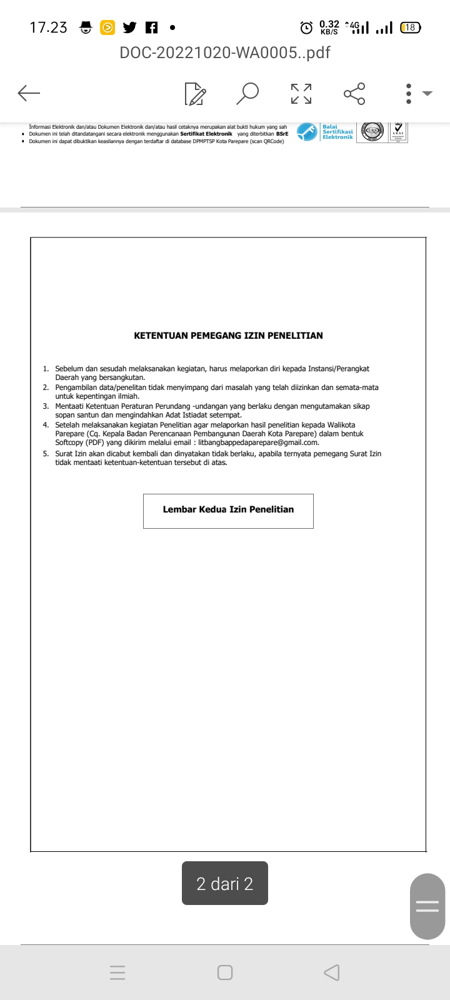 17.23
0.32
KB/S
4G
18
DOC-20221020-WA0005..pdf
Informasi Elektronik dan/atau Dokumen Elektronik dan/atau hasil cetaknya merupakan alat bukti hukum yang sah
Dokumen ini telah ditandatangani secara elektronik menggunakan Sertifikat Elektronik yang diterbitkan BSrE
Dokumen ini dapat dibuktikan keasliannya dengan terdaftar di database DPMPTSP Kota Parepare (scan QRCode)
Balai
Sertifikasi
Elektronik
UKAS
KETENTUAN PEMEGANG IZIN PENELITIAN
1. Sebelum dan sesudah melaksanakan kegiatan, harus melaporkan diri kepada Instansi/Perangkat
Daerah yang bersangkutan.
2. Pengambilan data/penelitan tidak menyimpang dari masalah yang telah diizinkan dan semata-mata
untuk kepentingan ilmiah.
3. Mentaati Ketentuan Peraturan Perundang -undangan yang berlaku dengan mengutamakan sikap
sopan santun dan mengindahkan Adat Istiadat setempat.
4. Setelah melaksanakan kegiatan Penelitian agar melaporkan hasil penelitian kepada Walikota
Parepare (Cq. Kepala Badan Perencanaan Pembangunan Daerah Kota Parepare) dalam bentuk
Softcopy (PDF) yang dikirim melalui email : litbangbappedaparepare@gmail.com.
5. Surat Izin akan dicabut kembali dan dinyatakan tidak berlaku, apabila ternyata pemegang Surat Izin
tidak mentaati ketentuan-ketentuan tersebut di atas.
Lembar Kedua Izin Penelitian
2 dari 2